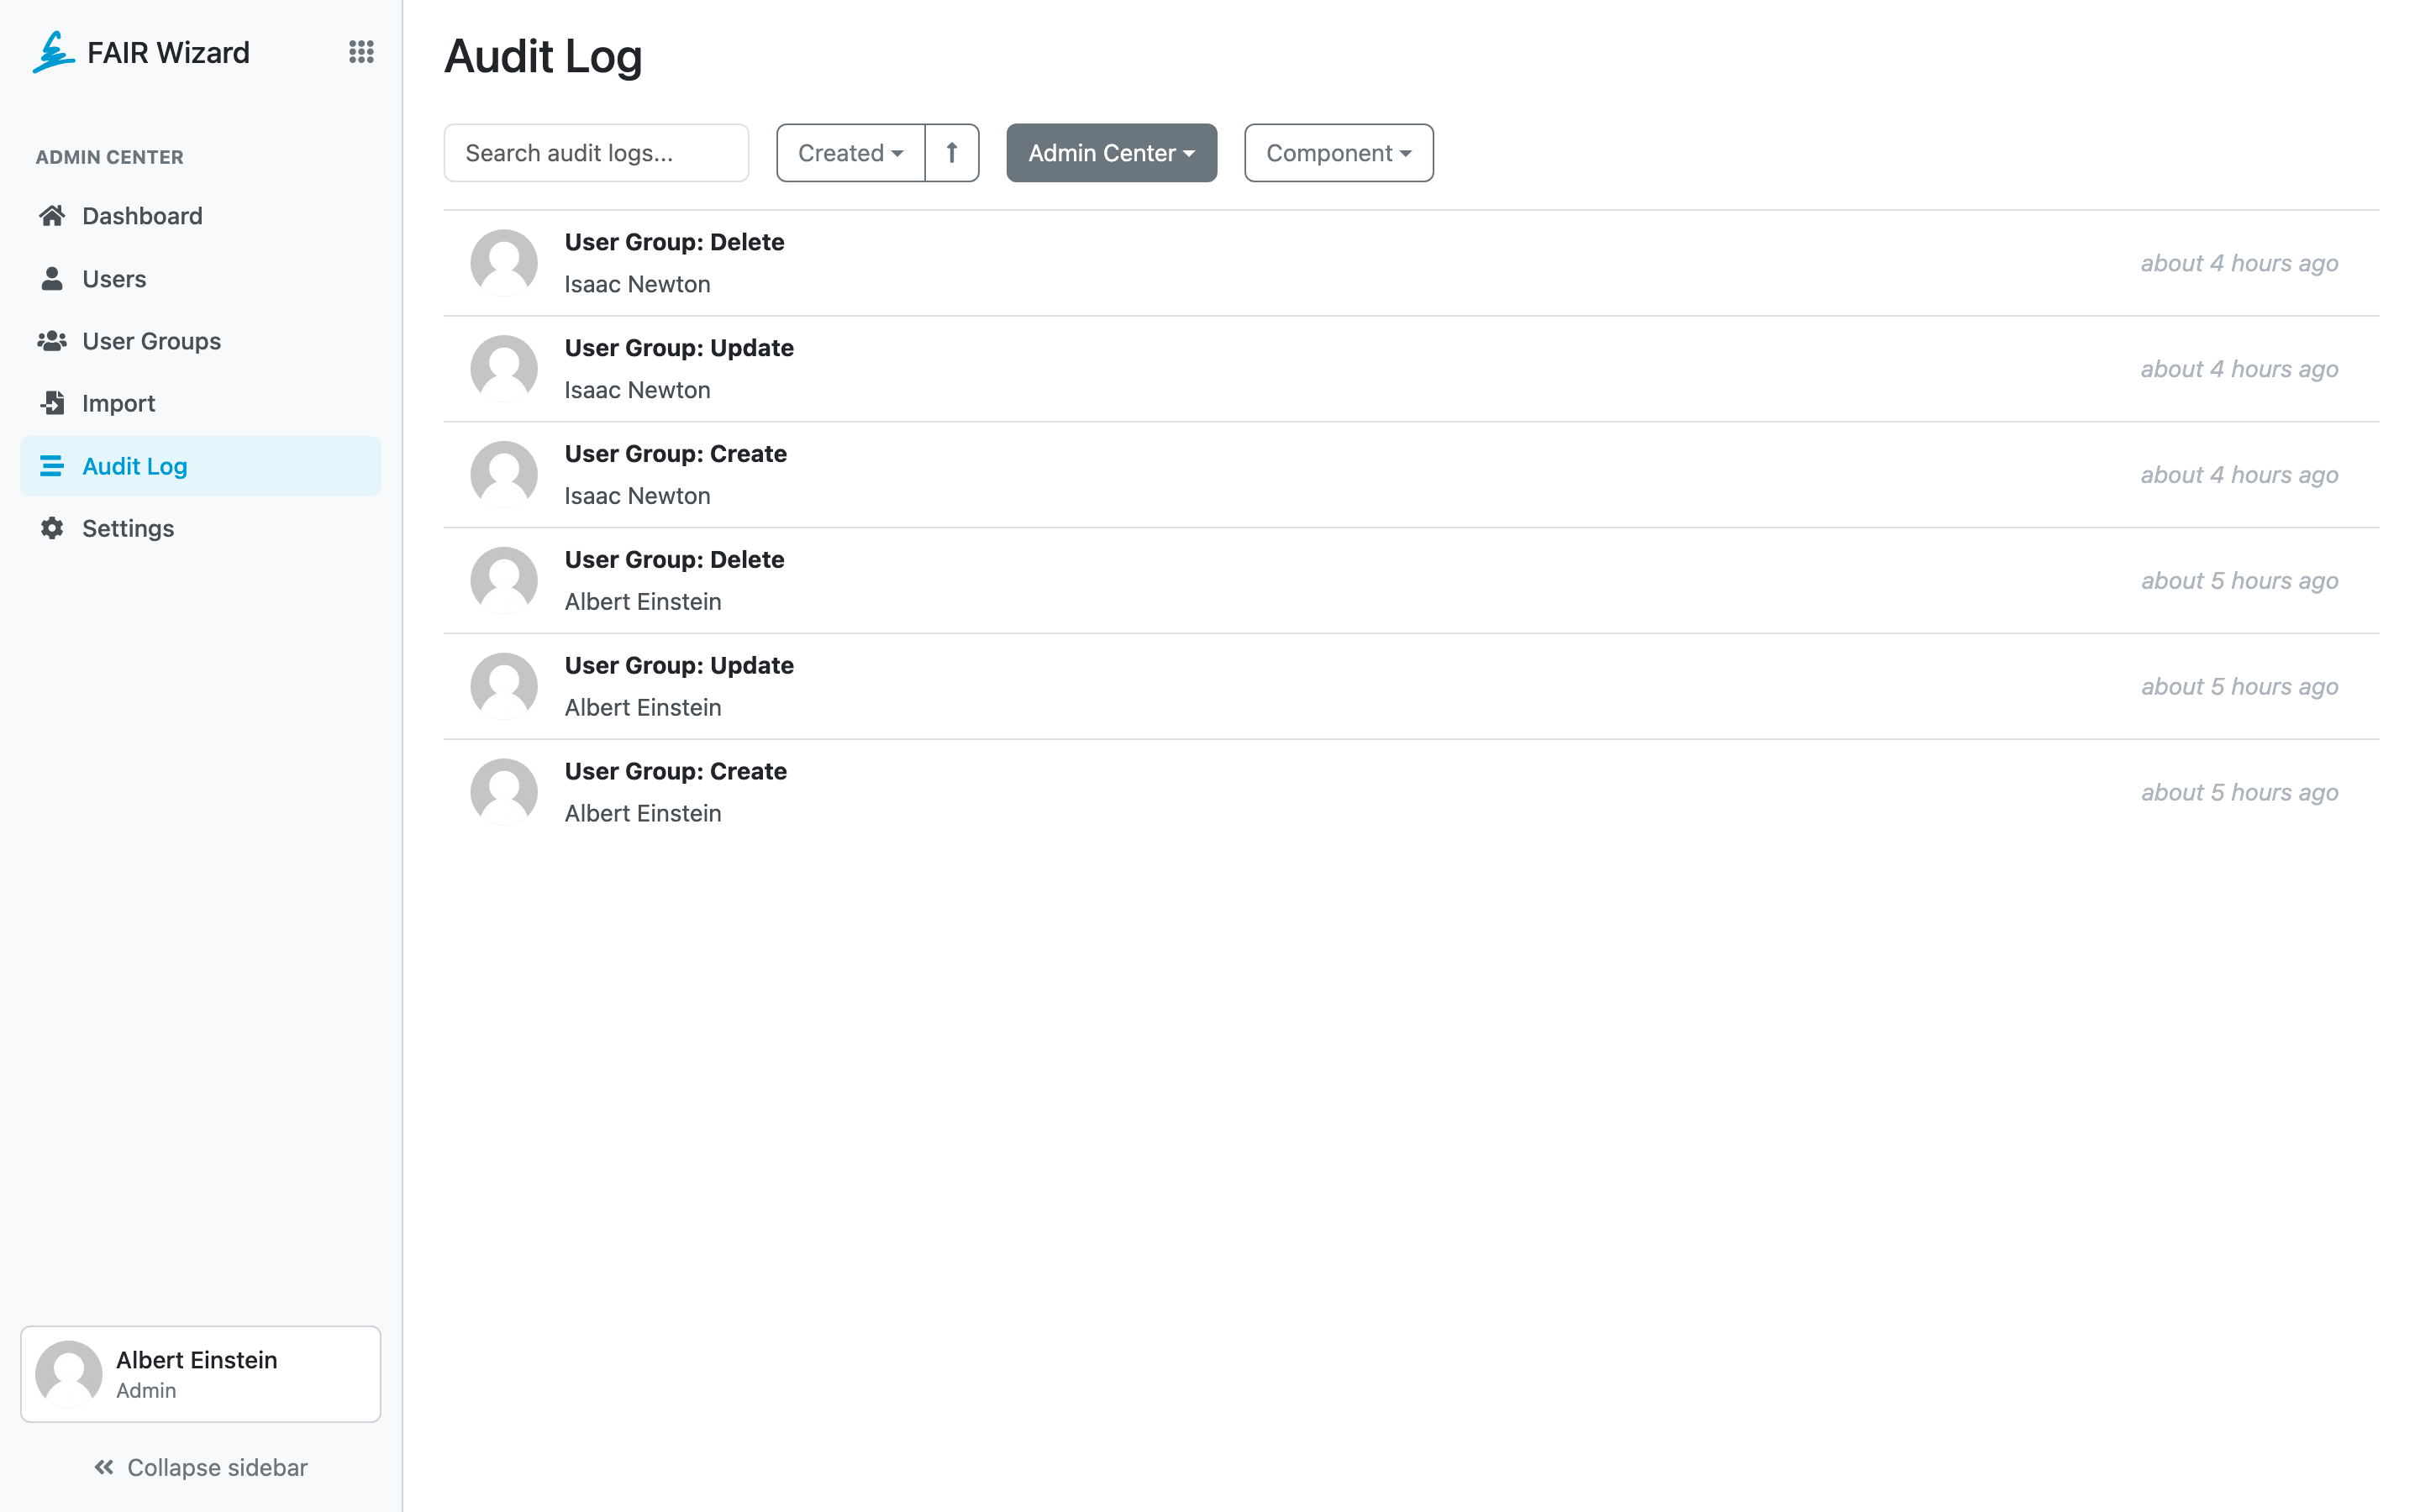 FAIR Wizard
ADMIN CENTER
Dashboard
Users
User Groups
Import
Audit Log
Settings
Albert Einstein
Admin
Collapse sidebar
Audit Log
Search audit logs...
Created
Admin Center
Component
User Group: Delete
Isaac Newton
about 4 hours ago
User Group: Update
Isaac Newton
about 4 hours ago
User Group: Create
Isaac Newton
about 4 hours ago
User Group: Delete
Albert Einstein
about 5 hours ago
User Group: Update
Albert Einstein
about 5 hours ago
User Group: Create
Albert Einstein
about 5 hours ago